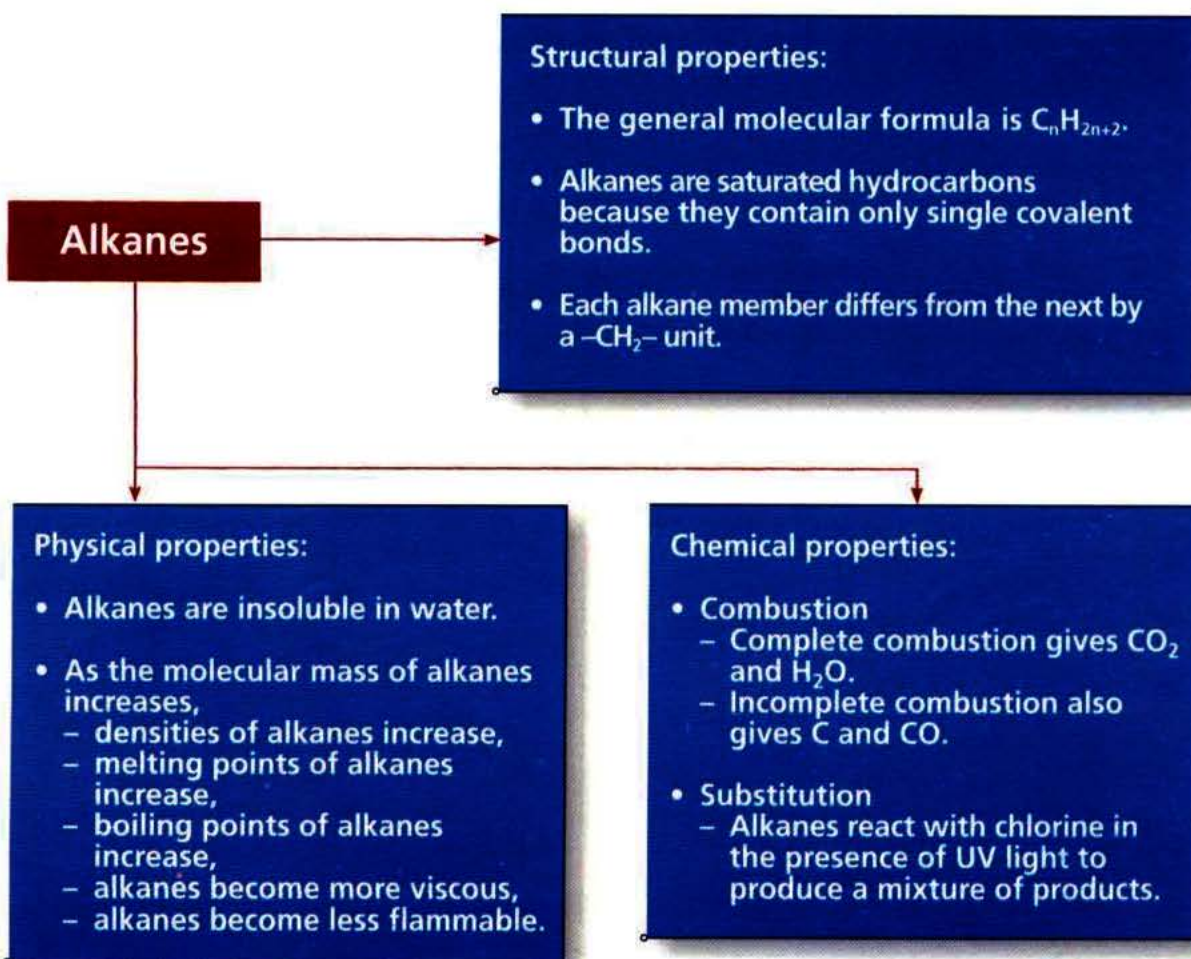 Structural properties:
• The general molecular formula is CₙH₂ₙ₊₂.
• Alkanes are saturated hydrocarbons
because they contain only single covalent
bonds.
• Each alkane member differs from the next by
a –CH₂– unit.
Alkanes
Physical properties:
• Alkanes are insoluble in water.
• As the molecular mass of alkanes
increases,
– densities of alkanes increase,
– melting points of alkanes
increase,
– boiling points of alkanes
increase,
– alkanes become more viscous,
– alkanes become less flammable.
Chemical properties:
• Combustion
– Complete combustion gives CO₂
and H₂O.
– Incomplete combustion also
gives C and CO.
• Substitution
– Alkanes react with chlorine in
the presence of UV light to
produce a mixture of products.